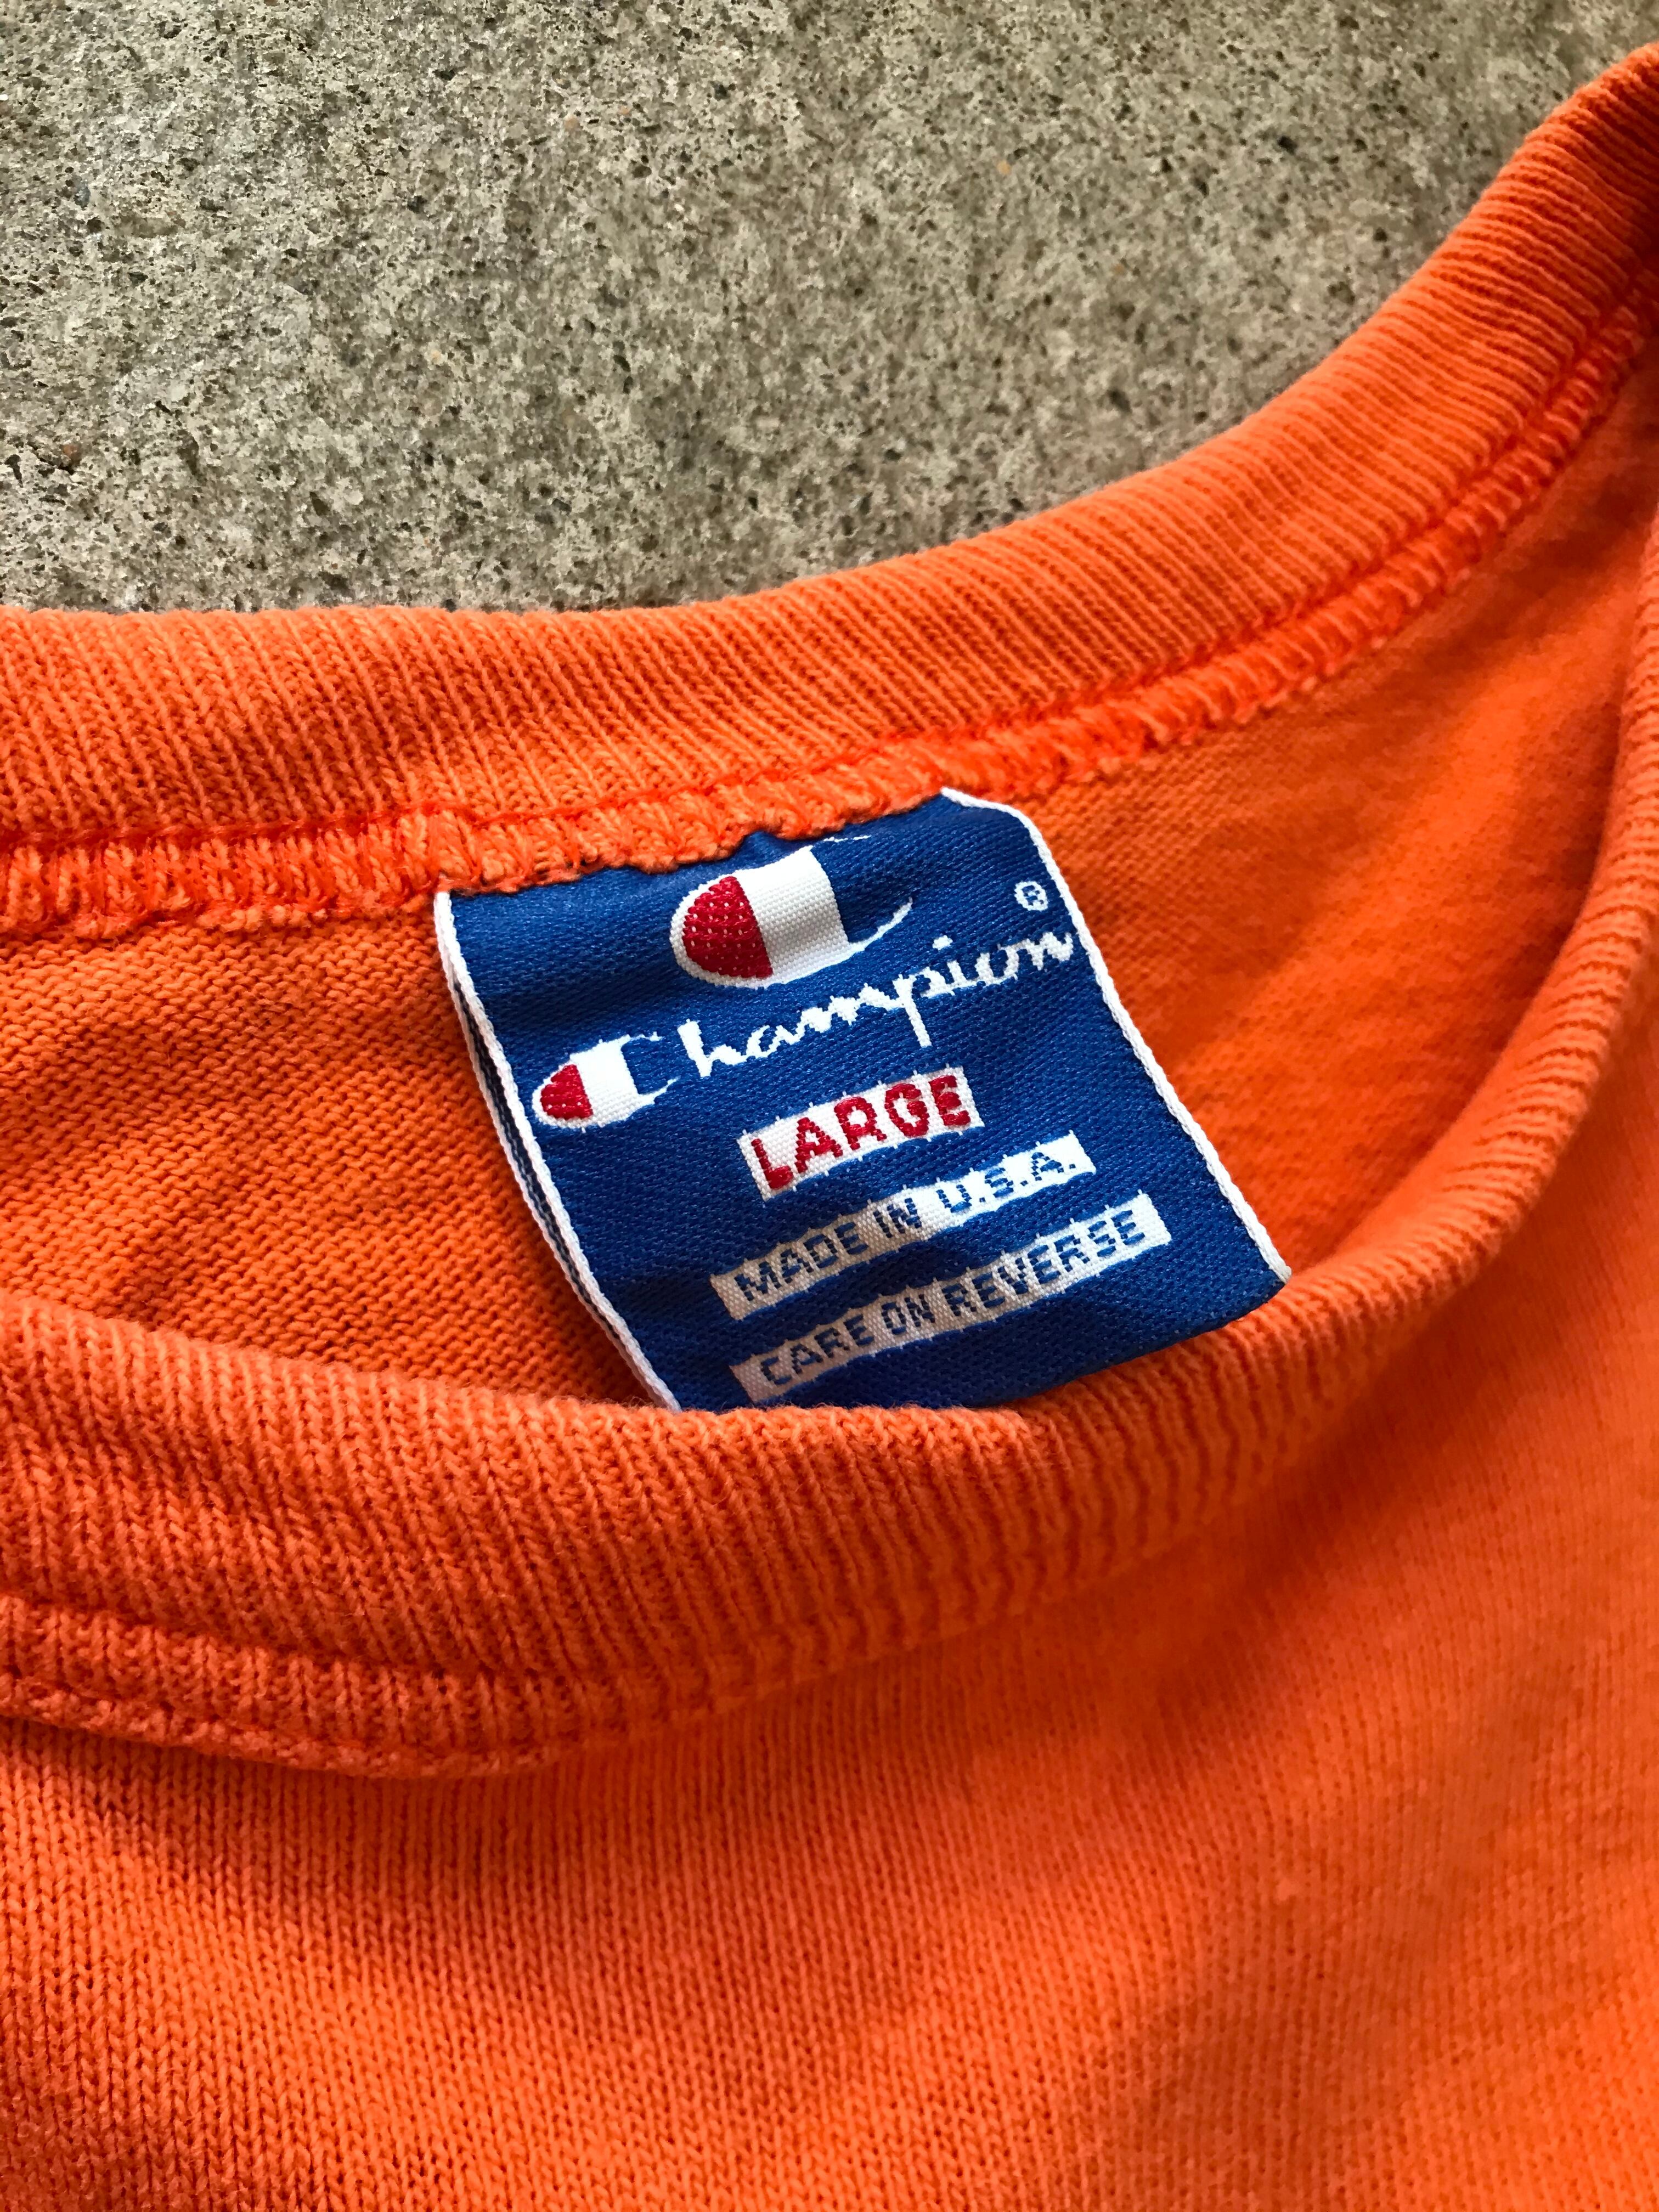 Champion®
LARGE
MADE IN U.S.A.
CARE ON REVERSE